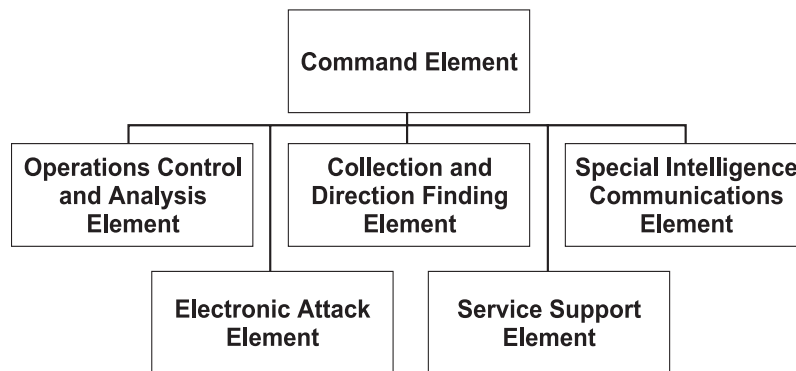 Command Element
Operations Control
and Analysis
Element
Collection and
Direction Finding
Element
Special Intelligence
Communications
Element
Electronic Attack
Element
Service Support
Element